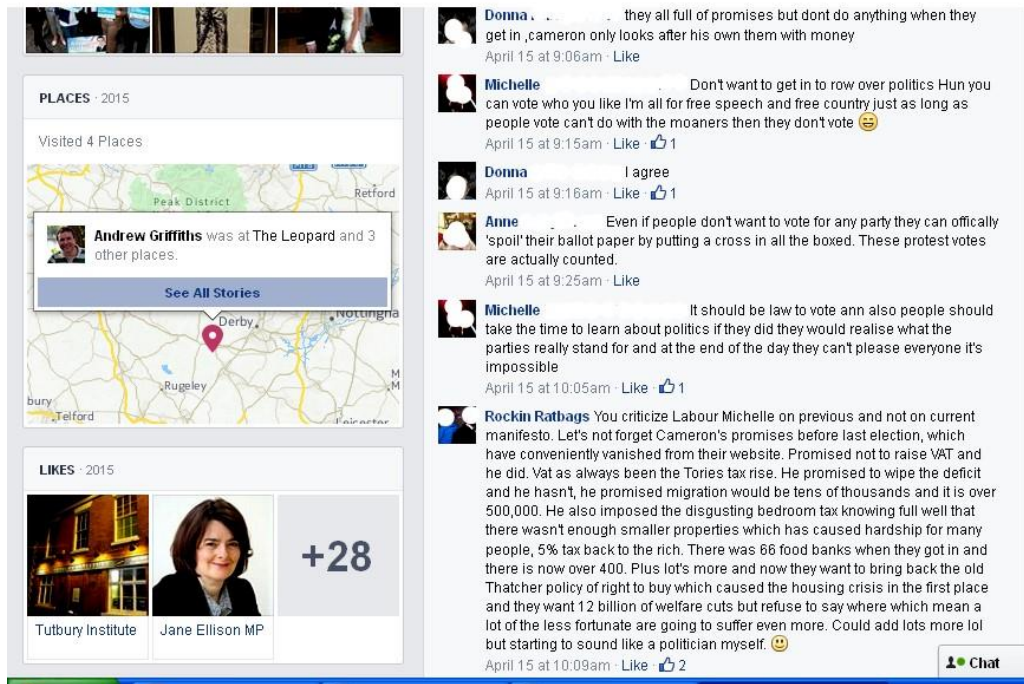 PLACES · 2015
Visited 4 Places
Retford
Peak District
Andrew Griffiths was at The Leopard and 3
other places.
See All Stories
Nottingha
Derby
Rugeley
bury
Telford
Leicester
LIKES · 2015
+28
Tutbury Institute
Jane Ellison MP
Donna they all full of promises but dont do anything when they
get in ,cameron only looks after his own them with money
April 15 at 9:06am · Like
Michelle Don't want to get in to row over politics Hun you
can vote who you like I'm all for free speech and free country just as long as
people vote can't do with the moaners then they don't vote 😄
April 15 at 9:15am · Like · 1
Donna I agree
April 15 at 9:16am · Like · 1
Anne Even if people don't want to vote for any party they can offically
'spoil' their ballot paper by putting a cross in all the boxed. These protest votes
are actually counted.
April 15 at 9:25am · Like
Michelle It should be law to vote ann also people should
take the time to learn about politics if they did they would realise what the
parties really stand for and at the end of the day they can't please everyone it's
impossible
April 15 at 10:05am · Like · 1
Rockin Ratbags You criticize Labour Michelle on previous and not on current
manifesto. Let's not forget Cameron's promises before last election, which
have conveniently vanished from their website. Promised not to raise VAT and
he did. Vat as always been the Tories tax rise. He promised to wipe the deficit
and he hasn't, he promised migration would be tens of thousands and it is over
500,000. He also imposed the disgusting bedroom tax knowing full well that
there wasn't enough smaller properties which has caused hardship for many
people, 5% tax back to the rich. There was 66 food banks when they got in and
there is now over 400. Plus lot's more and now they want to bring back the old
Thatcher policy of right to buy which caused the housing crisis in the first place
and they want 12 billion of welfare cuts but refuse to say where which mean a
lot of the less fortunate are going to suffer even more. Could add lots more lol
but starting to sound like a politician myself. 🙂
April 15 at 10:09am · Like · 2
Chat